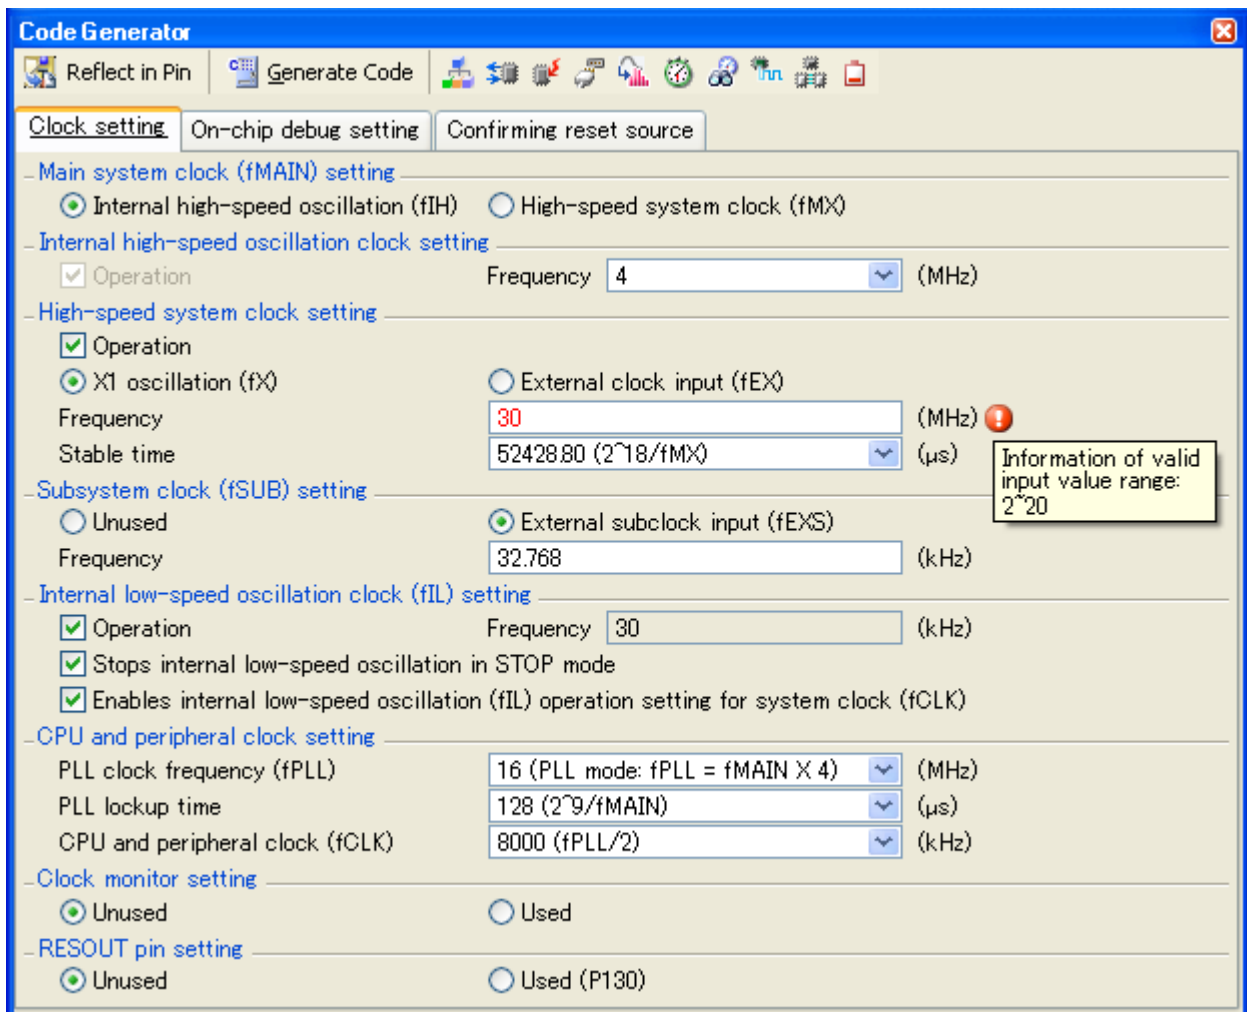 Code Generator
Reflect in Pin Generate Code
Clock setting On-chip debug setting Confirming reset source
Main system clock (fMAIN) setting
Internal high-speed oscillation (fIH) High-speed system clock (fMX)
Internal high-speed oscillation clock setting
Operation Frequency 4 (MHz)
High-speed system clock setting
Operation
X1 oscillation (fX) External clock input (fEX)
Frequency 30 (MHz)
Stable time 52428.80 (2^18/fMX) (μs)
Information of valid
input value range:
2~20
Subsystem clock (fSUB) setting
Unused External subclock input (fEXS)
Frequency 32.768 (kHz)
Internal low-speed oscillation clock (fIL) setting
Operation Frequency 30 (kHz)
Stops internal low-speed oscillation in STOP mode
Enables internal low-speed oscillation (fIL) operation setting for system clock (fCLK)
CPU and peripheral clock setting
PLL clock frequency (fPLL) 16 (PLL mode: fPLL = fMAIN X 4) (MHz)
PLL lockup time 128 (2^9/fMAIN) (μs)
CPU and peripheral clock (fCLK) 8000 (fPLL/2) (kHz)
Clock monitor setting
Unused Used
RESOUT pin setting
Unused Used (P130)